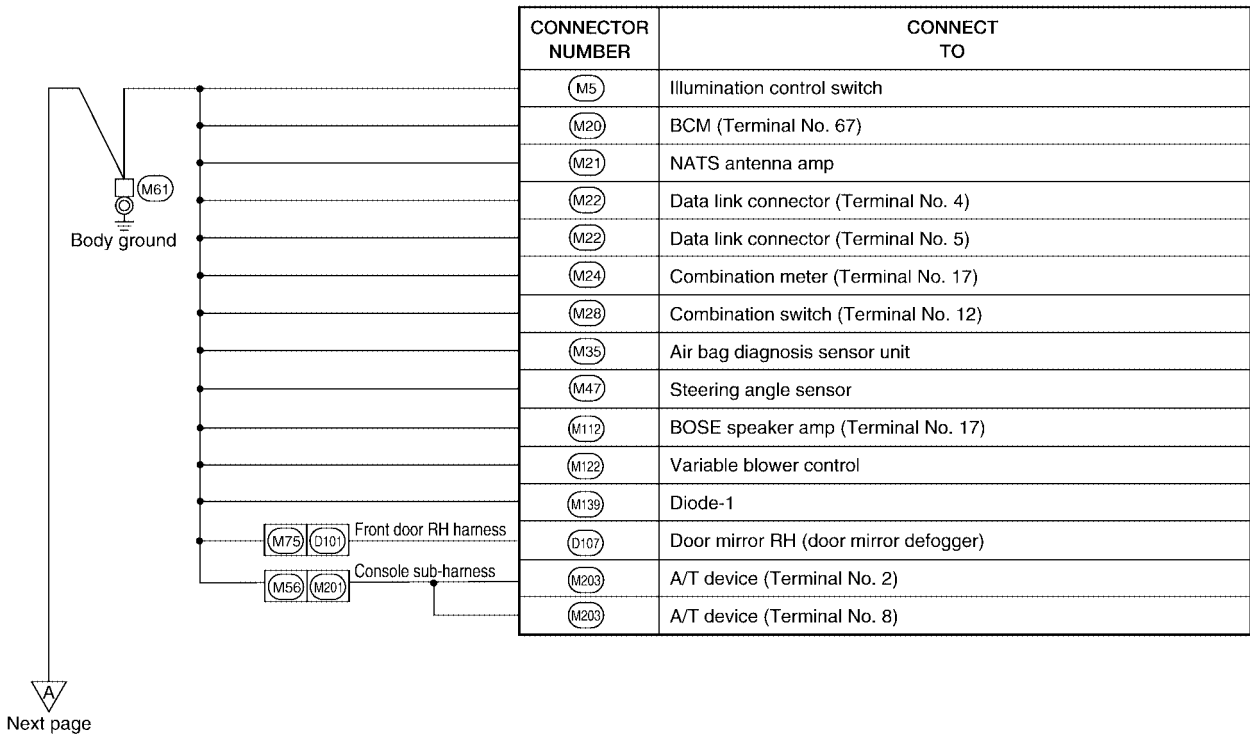 CONNECTOR NUMBER CONNECT TO
M5 Illumination control switch
M20 BCM (Terminal No. 67)
M21 NATS antenna amp
M61
M22 Data link connector (Terminal No. 4)
Body ground
M22 Data link connector (Terminal No. 5)
M24 Combination meter (Terminal No. 17)
M28 Combination switch (Terminal No. 12)
M35 Air bag diagnosis sensor unit
M47 Steering angle sensor
M112 BOSE speaker amp (Terminal No. 17)
M122 Variable blower control
M139 Diode-1
M75 D101 Front door RH harness D107 Door mirror RH (door mirror defogger)
M56 M201 Console sub-harness M203 A/T device (Terminal No. 2)
M203 A/T device (Terminal No. 8)
A
Next page